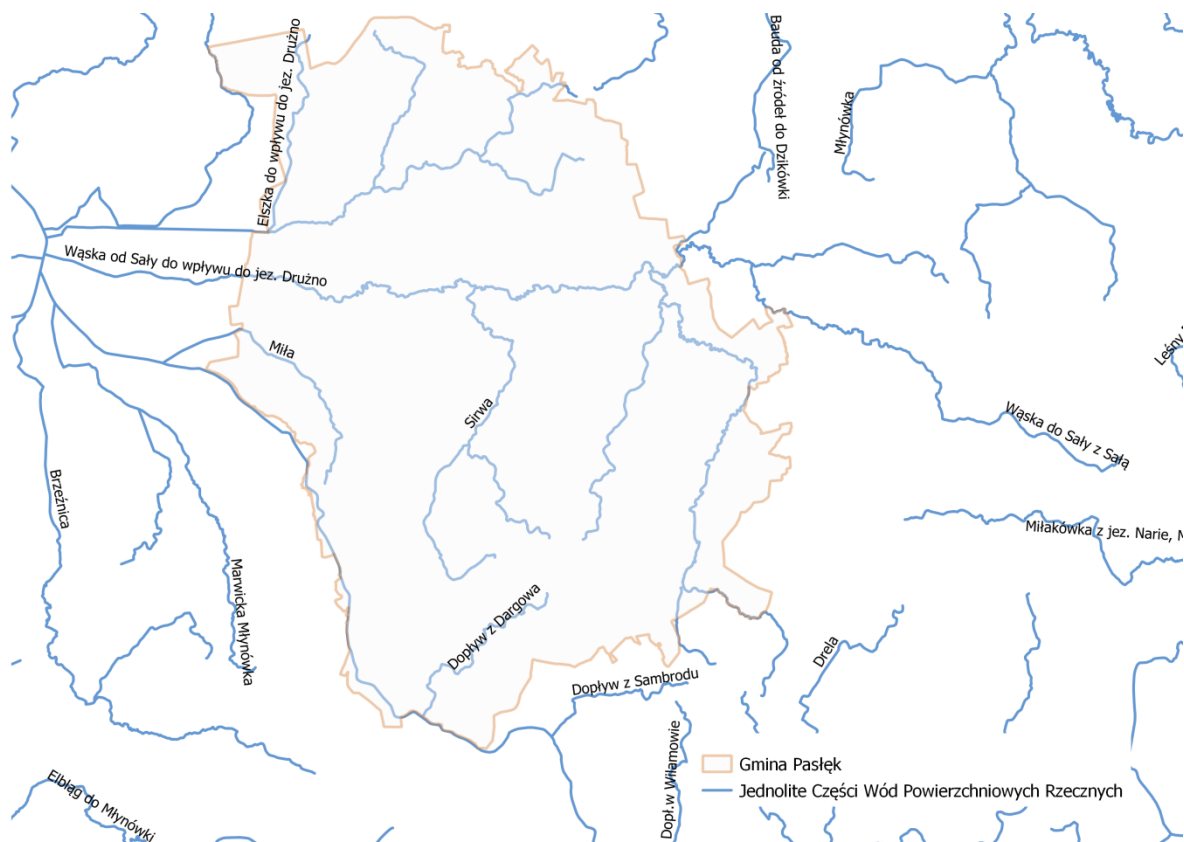 Bauda od źródeł do Dzikówki
Młynówka
Elszka do wpływu do jez. Drużno
Wąska od Sały do wpływu do jez. Drużno
Miła
Leśny
Sirwa
Wąska do Sały z Sałą
Brzeźnica
Miłakówka z jez. Narie, M
Marwicka Młynówka
Dopływ z Dargowa
Drela
Dopływ z Sambrodu
Dopł.w Wilamowie
Gmina Pasłęk
Jednolite Części Wód Powierzchniowych Rzecznych
Elbląg do Młynówki